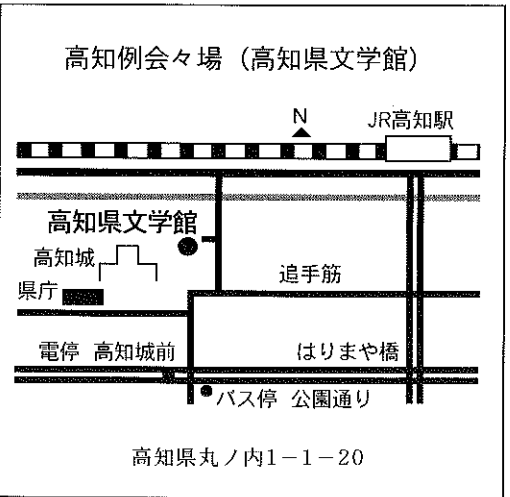 高知例会々場（高知県文学館）
N
JR高知駅
高知県文学館
高知城
追手筋
県庁
電停 高知城前
はりまや橋
バス停 公園通り
高知県丸ノ内1－1－20